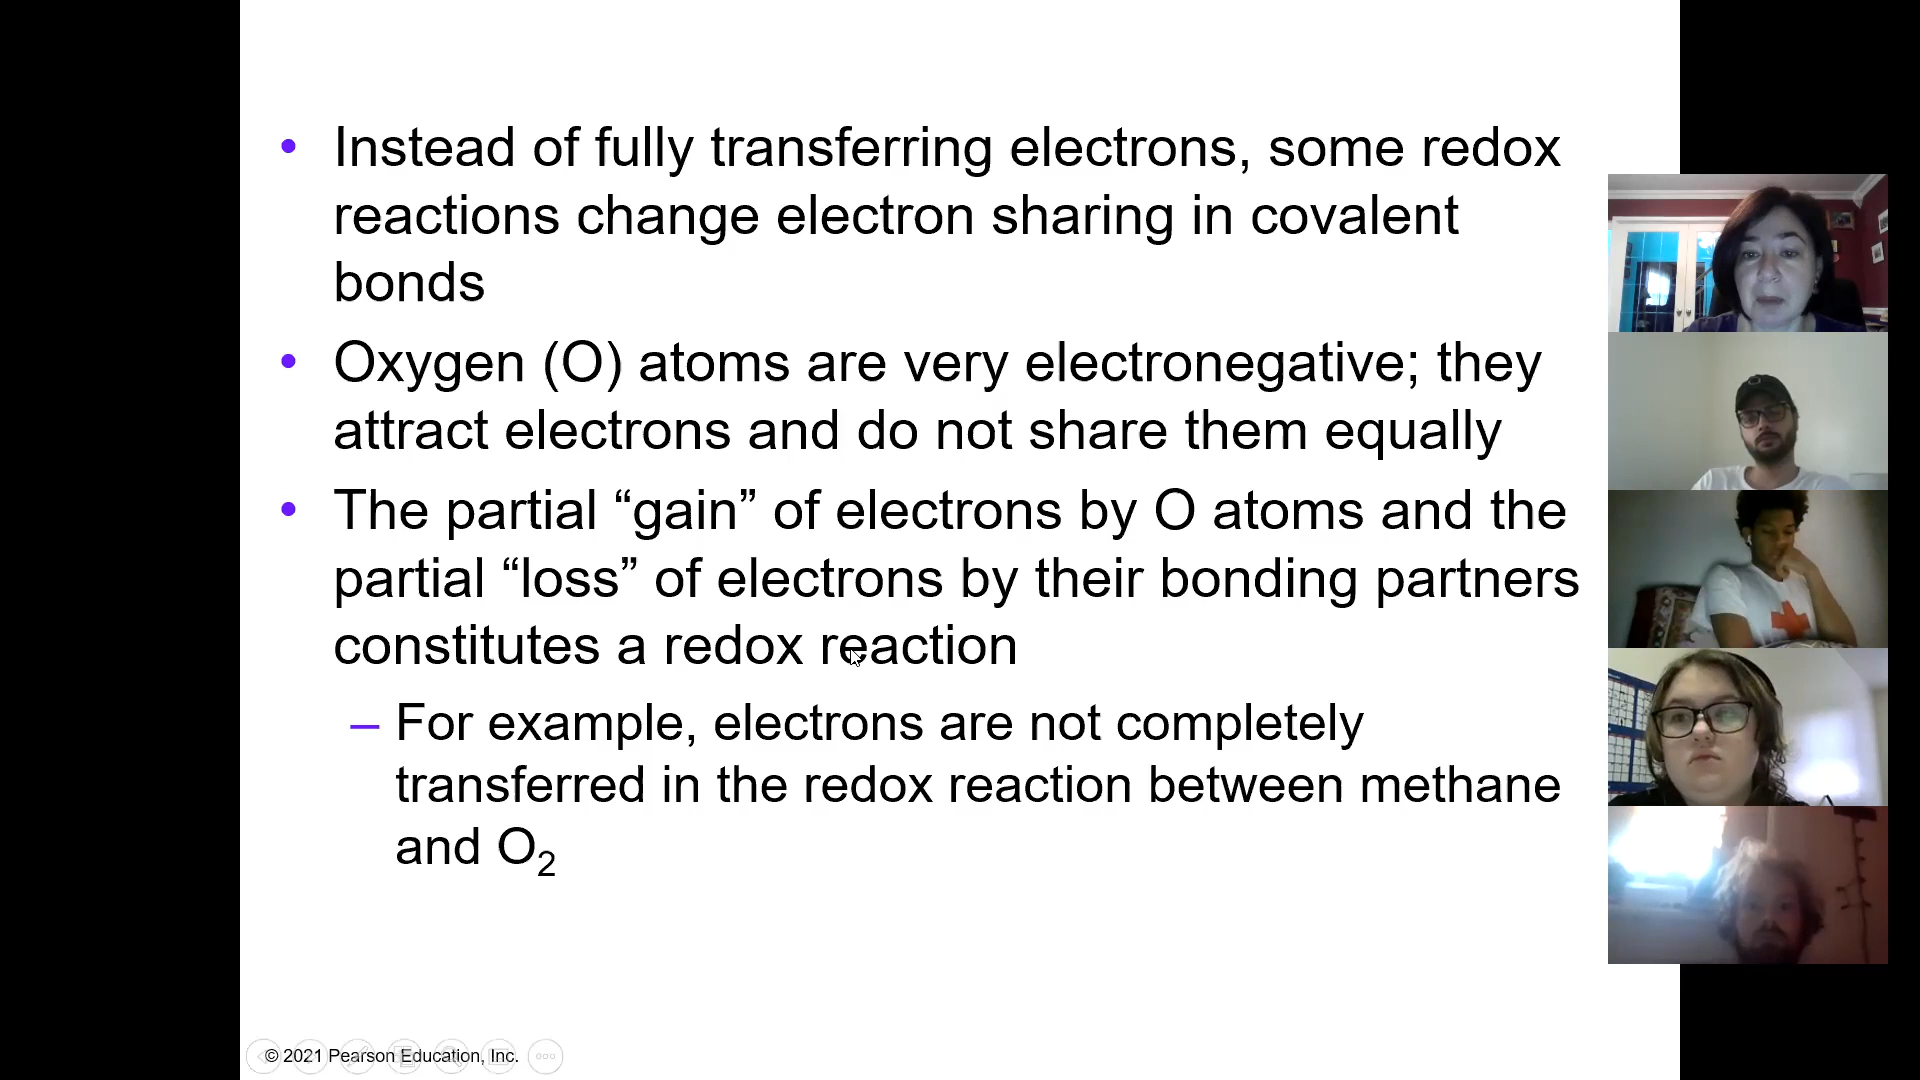 • Instead of fully transferring electrons, some redox
reactions change electron sharing in covalent
bonds
• Oxygen (O) atoms are very electronegative; they
attract electrons and do not share them equally
• The partial “gain” of electrons by O atoms and the
partial “loss” of electrons by their bonding partners
constitutes a redox reaction
– For example, electrons are not completely
transferred in the redox reaction between methane
and O₂
© 2021 Pearson Education, Inc.